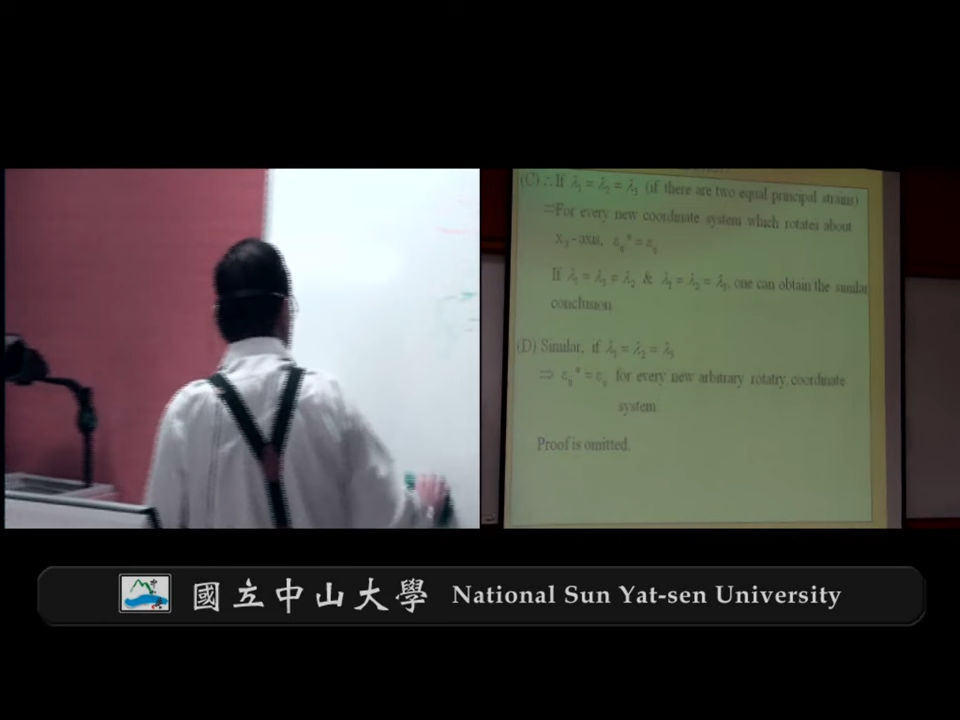 (C) ∴ If λ₁ = λ₂ = λ₃ (if there are two equal principal strains)
⇒For every new coordinate system which rotates about
x₃ - axis, εᵢⱼ* = εᵢⱼ
If λ₁ = λ₃ = λ₂ & λ₁ = λ₂ = λ₃, one can obtain the similar
conclusion
(D) Similar, if λ₁ = λ₂ = λ₃
⇒ εᵢⱼ* = εᵢⱼ for every new arbitrary rotatry coordinate
system
Proof is omitted.
國立中山大學 National Sun Yat-sen University